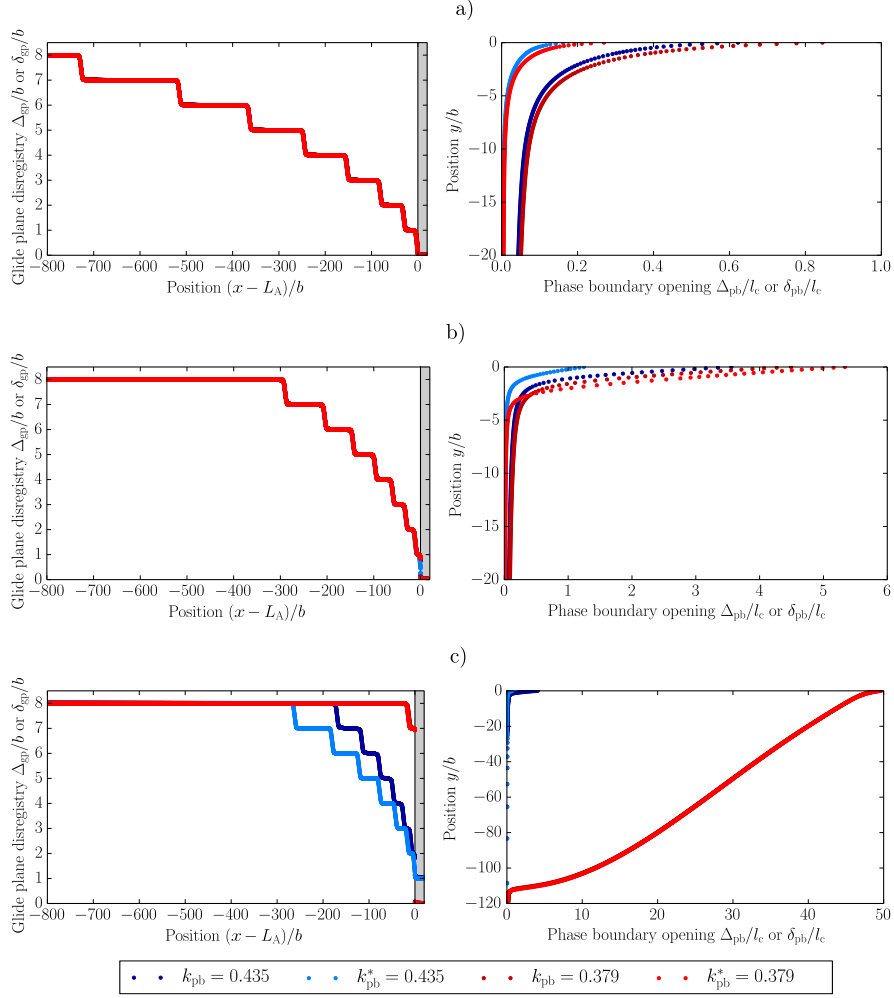 a)
Glide plane disregistry Δgp/b or δgp/b
8
7
6
5
4
3
2
1
0
−800 −700 −600 −500 −400 −300 −200 −100 0
Position (x − L_A)/b
Position y/b
0
−5
−10
−15
−20
0.0 0.2 0.4 0.6 0.8 1.0
Phase boundary opening Δpb/lc or δpb/lc
b)
Glide plane disregistry Δgp/b or δgp/b
8
7
6
5
4
3
2
1
0
−800 −700 −600 −500 −400 −300 −200 −100 0
Position (x − L_A)/b
Position y/b
0
−5
−10
−15
−20
0 1 2 3 4 5 6
Phase boundary opening Δpb/lc or δpb/lc
c)
Glide plane disregistry Δgp/b or δgp/b
8
7
6
5
4
3
2
1
0
−800 −700 −600 −500 −400 −300 −200 −100 0
Position (x − L_A)/b
Position y/b
0
−20
−40
−60
−80
−100
−120
0 10 20 30 40 50
Phase boundary opening Δpb/lc or δpb/lc
kpb = 0.435 k*pb = 0.435 kpb = 0.379 k*pb = 0.379